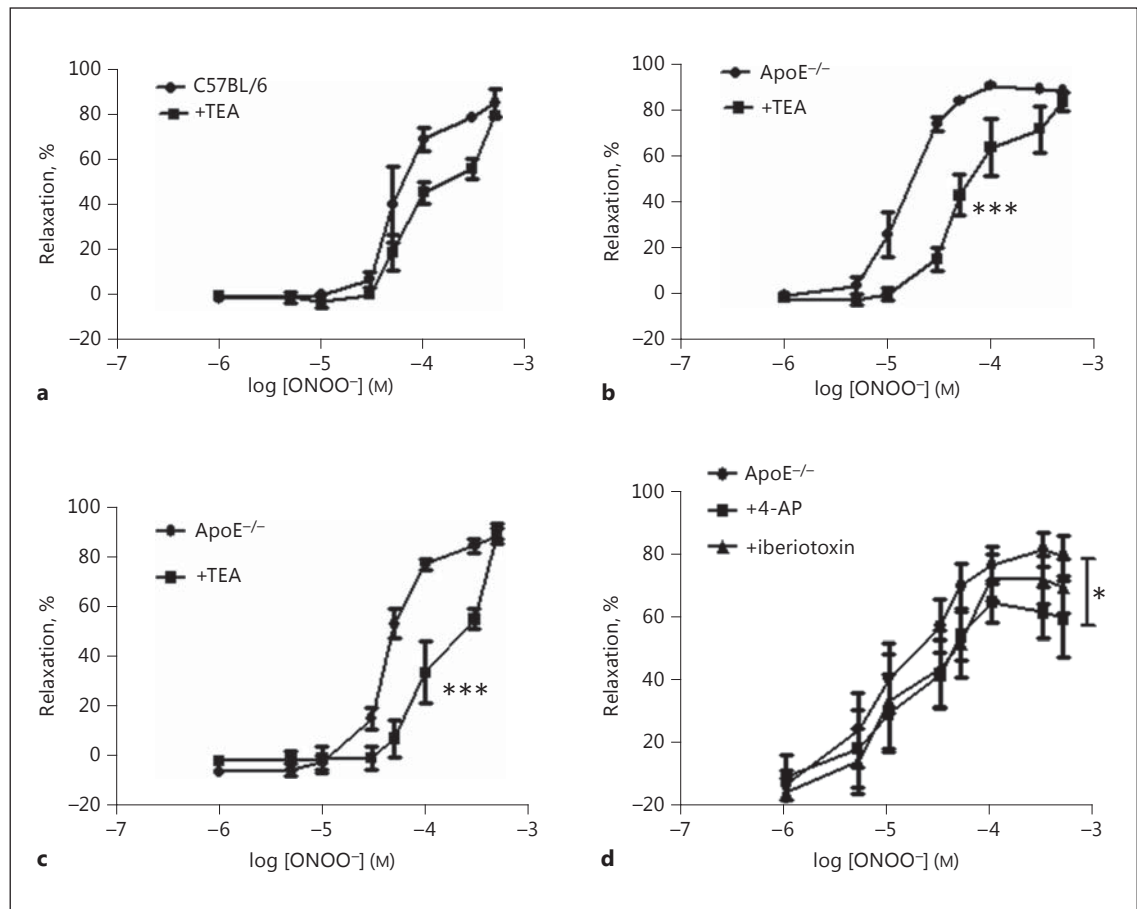 100
80
60
40
20
0
−20
Relaxation, %
C57BL/6
+TEA
−7
−6
−5
−4
−3
log [ONOO⁻] (M)
a
100
80
60
40
20
0
−20
Relaxation, %
ApoE⁻/⁻
+TEA
***
−7
−6
−5
−4
−3
log [ONOO⁻] (M)
b
100
80
60
40
20
0
−20
Relaxation, %
ApoE⁻/⁻
+TEA
***
−7
−6
−5
−4
−3
log [ONOO⁻] (M)
c
ApoE⁻/⁻
+4-AP
+iberiotoxin
100
80
60
40
20
−20
Relaxation, %
*
−7
−6
−5
−4
−3
log [ONOO⁻] (M)
d